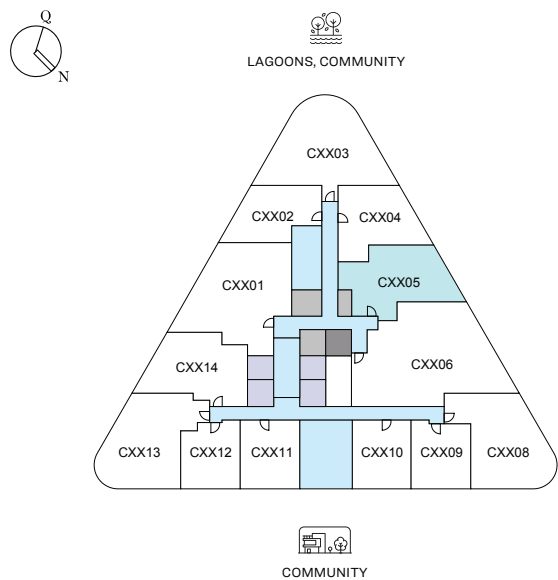 Q
N
LAGOONS, COMMUNITY
CXX03
CXX02
CXX04
CXX05
CXX01
CXX06
CXX14
CXX13
CXX12
CXX11
CXX10
CXX09
CXX08
COMMUNITY